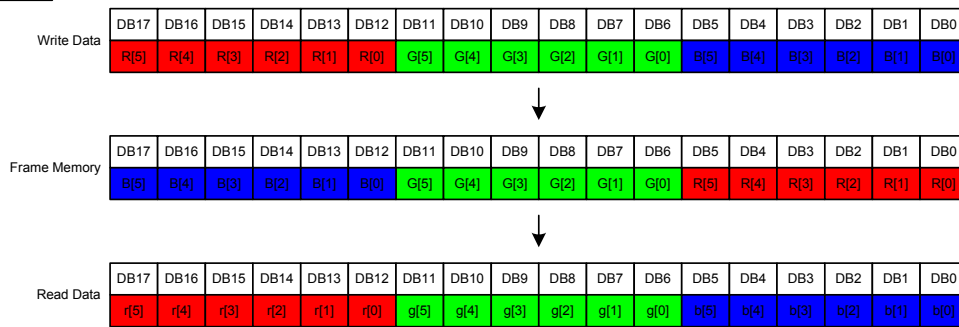 DB17 DB16 DB15 DB14 DB13 DB12 DB11 DB10 DB9 DB8 DB7 DB6 DB5 DB4 DB3 DB2 DB1 DB0
Write Data
R[5] R[4] R[3] R[2] R[1] R[0] G[5] G[4] G[3] G[2] G[1] G[0] B[5] B[4] B[3] B[2] B[1] B[0]
DB17 DB16 DB15 DB14 DB13 DB12 DB11 DB10 DB9 DB8 DB7 DB6 DB5 DB4 DB3 DB2 DB1 DB0
Frame Memory
B[5] B[4] B[3] B[2] B[1] B[0] G[5] G[4] G[3] G[2] G[1] G[0] R[5] R[4] R[3] R[2] R[1] R[0]
DB17 DB16 DB15 DB14 DB13 DB12 DB11 DB10 DB9 DB8 DB7 DB6 DB5 DB4 DB3 DB2 DB1 DB0
Read Data
r[5] r[4] r[3] r[2] r[1] r[0] g[5] g[4] g[3] g[2] g[1] g[0] b[5] b[4] b[3] b[2] b[1] b[0]